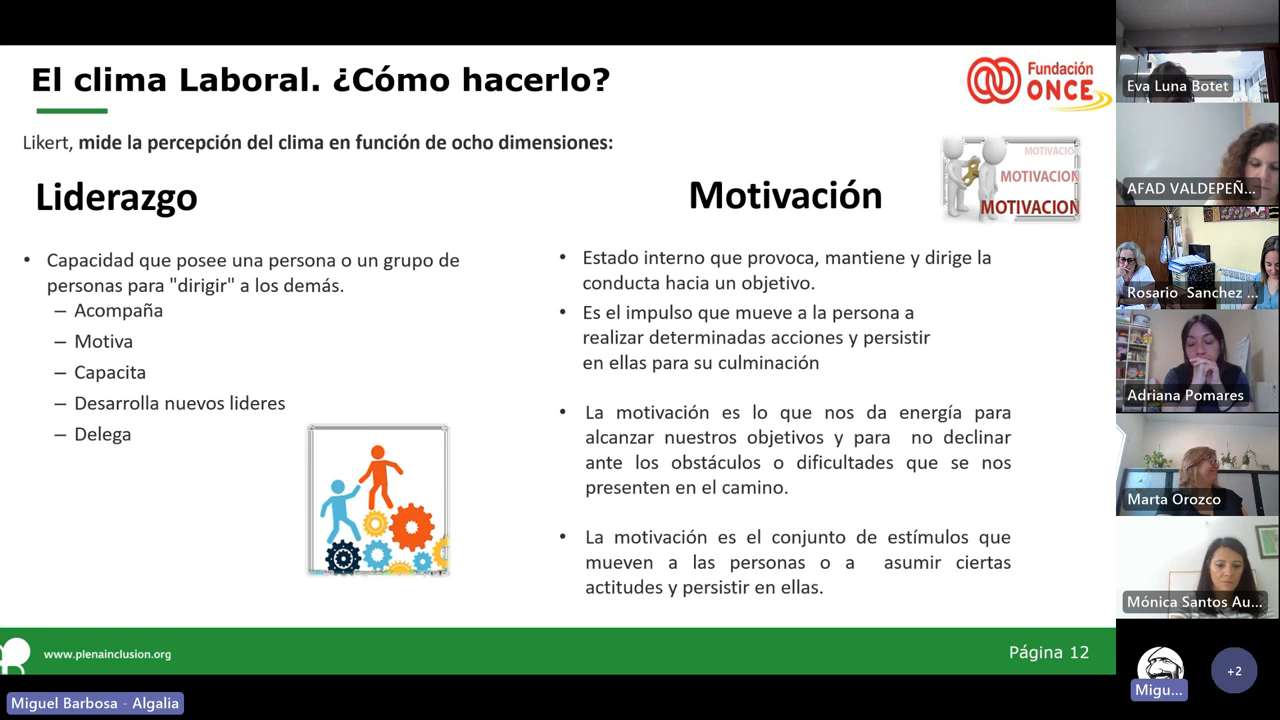 El clima Laboral. ¿Cómo hacerlo?
Fundación
ONCE
Likert, mide la percepción del clima en función de ocho dimensiones:
Liderazgo
Capacidad que posee una persona o un grupo de
personas para "dirigir" a los demás.
– Acompaña
– Motiva
– Capacita
– Desarrolla nuevos lideres
– Delega
Motivación
MOTIVACIO
MOTIVACION
MOTIVACION
Estado interno que provoca, mantiene y dirige la
conducta hacia un objetivo.
Es el impulso que mueve a la persona a
realizar determinadas acciones y persistir
en ellas para su culminación
La motivación es lo que nos da energía para
alcanzar nuestros objetivos y para no declinar
ante los obstáculos o dificultades que se nos
presenten en el camino.
La motivación es el conjunto de estímulos que
mueven a las personas o a asumir ciertas
actitudes y persistir en ellas.
www.plenainclusion.org
Página 12
Miguel Barbosa - Algalia
Eva Luna Botet
AFAD VALDEPEÑ...
Rosario Sanchez ...
Adriana Pomares
Marta Orozco
Mónica Santos Au...
Migu...
+2